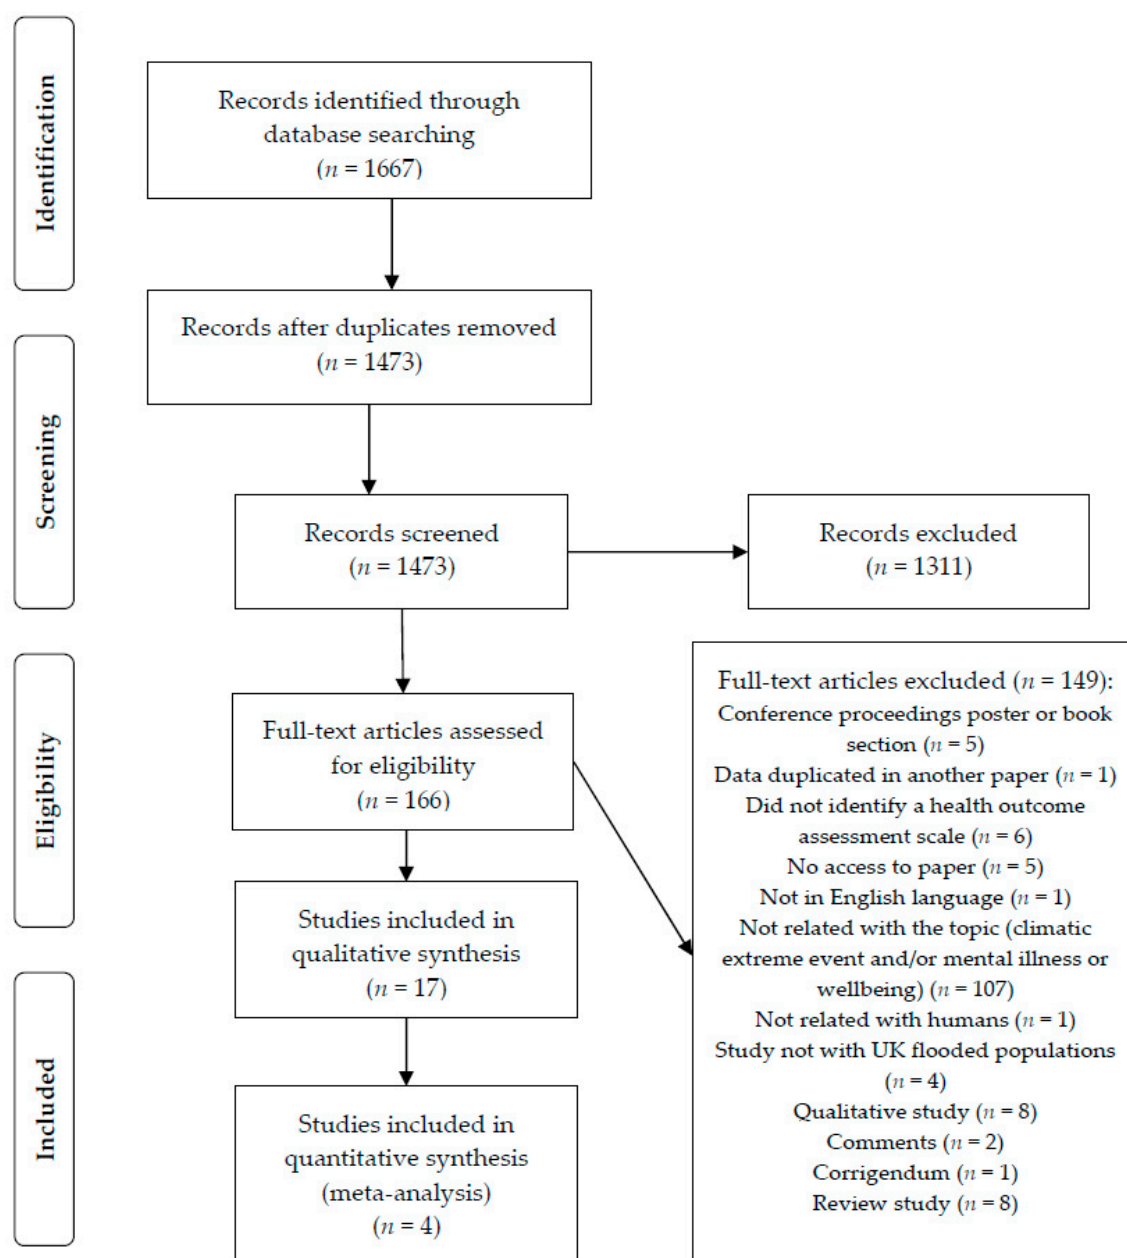 Identification
Records identified through
database searching
(n = 1667)
Records after duplicates removed
(n = 1473)
Screening
Records screened
(n = 1473)
Records excluded
(n = 1311)
Eligibility
Full-text articles assessed
for eligibility
(n = 166)
Full-text articles excluded (n = 149):
Conference proceedings poster or book
section (n = 5)
Data duplicated in another paper (n = 1)
Did not identify a health outcome
assessment scale (n = 6)
No access to paper (n = 5)
Not in English language (n = 1)
Not related with the topic (climatic
extreme event and/or mental illness or
wellbeing) (n = 107)
Not related with humans (n = 1)
Study not with UK flooded populations
(n = 4)
Qualitative study (n = 8)
Comments (n = 2)
Corrigendum (n = 1)
Review study (n = 8)
Studies included in
qualitative synthesis
(n = 17)
Included
Studies included in
quantitative synthesis
(meta-analysis)
(n = 4)